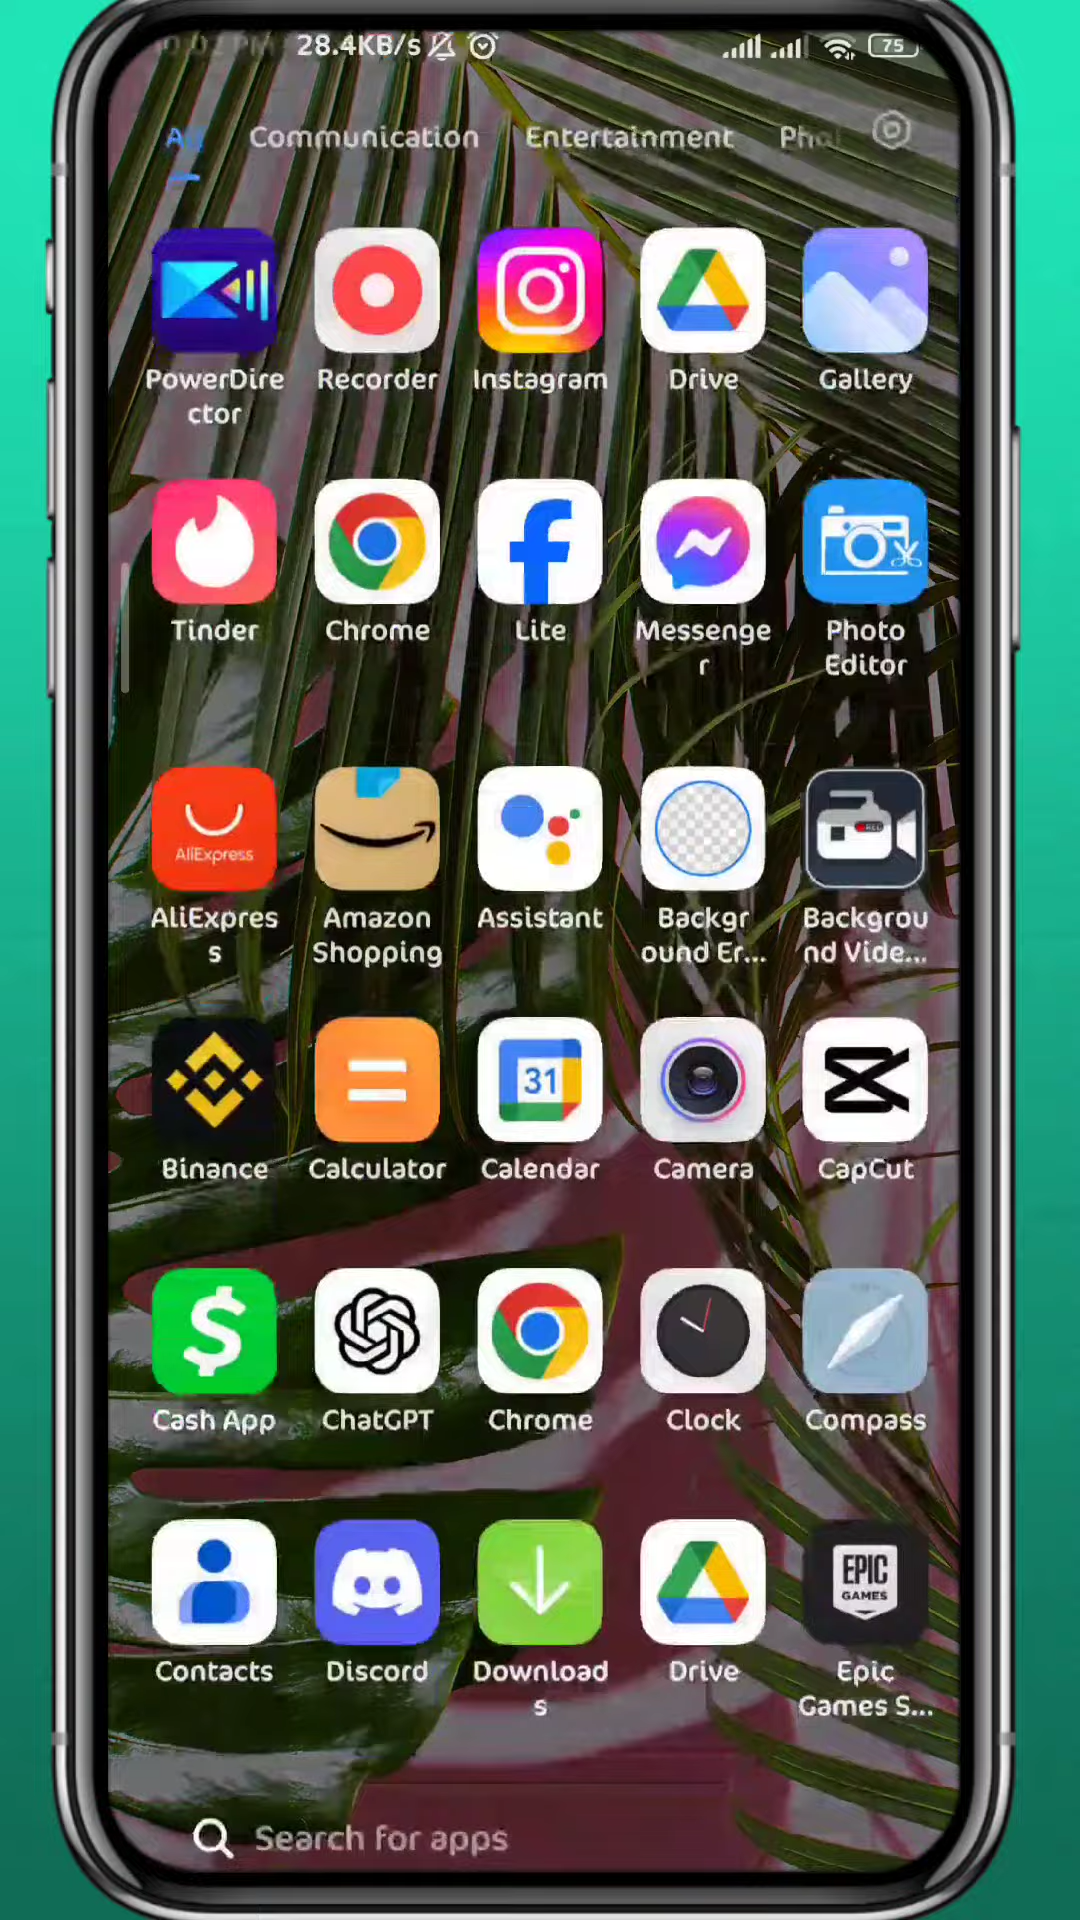 28.4KB/s 75
All Communication Entertainment Pho
PowerDire
ctor
Recorder
Instagram
Drive
Gallery
Tinder
Chrome
Lite
Messenge
r
Photo
Editor
AliExpress
AliExpres
s
Amazon
Shopping
Assistant
Backgr
ound Er...
REC
Backgrou
nd Vide...
Binance
Calculator
31
Calendar
Camera
CapCut
Cash App
ChatGPT
Chrome
Clock
Compass
Contacts
Discord
Download
s
Drive
EPIC
GAMES
Epic
Games S...
Search for apps